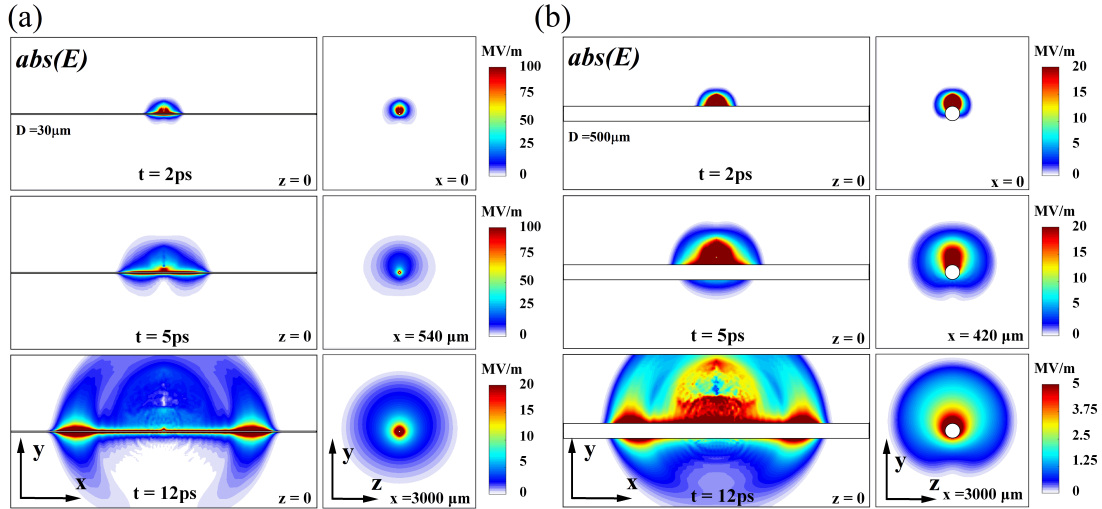 (a)
abs(E)
D =30μm
t = 2ps
z = 0
x = 0
MV/m
100
75
50
25
0
t = 5ps
z = 0
x = 540 μm
MV/m
100
75
50
25
0
y
x
t = 12ps
z = 0
y
z
x =3000 μm
MV/m
20
15
10
5
0
(b)
abs(E)
D =500μm
t = 2ps
z = 0
x = 0
MV/m
20
15
10
5
0
t = 5ps
z = 0
x = 420 μm
MV/m
20
15
10
5
0
y
x
t = 12ps
z = 0
y
z
x =3000 μm
MV/m
5
3.75
2.5
1.25
0